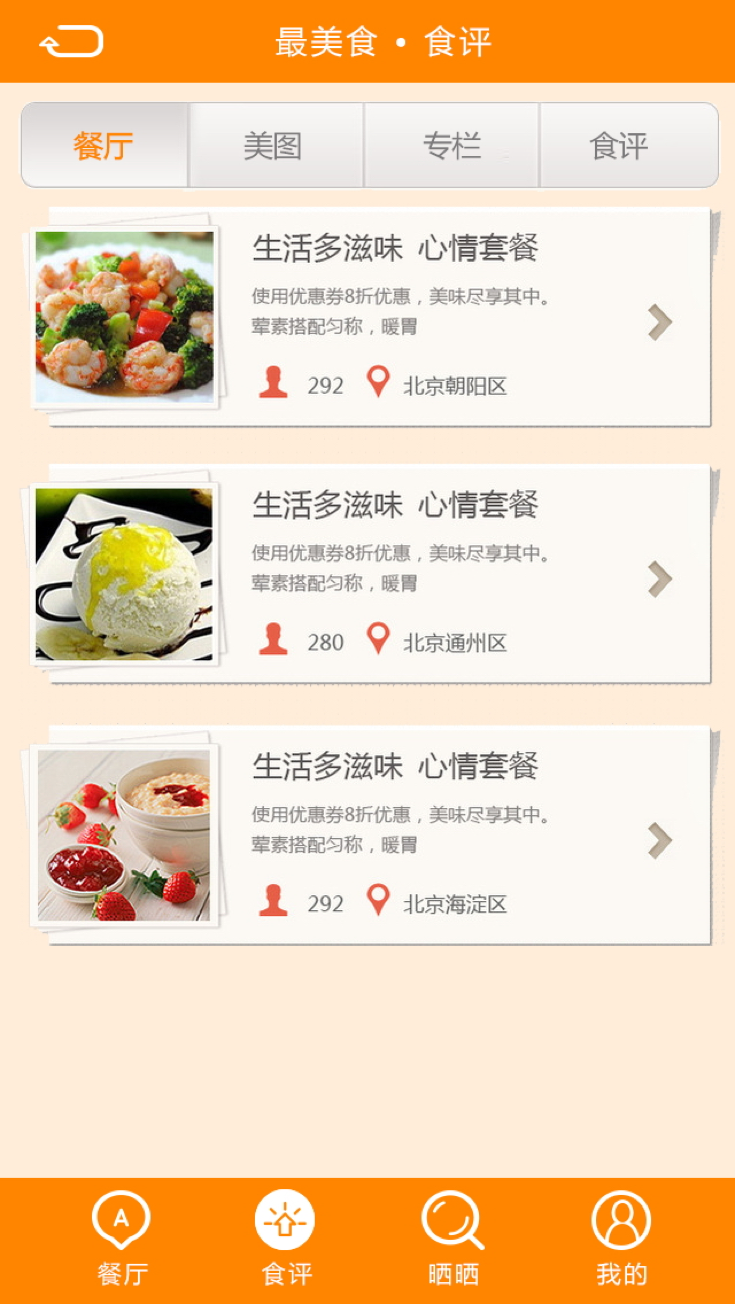 最美食·食评
餐厅 美图 专栏 食评
生活多滋味 心情套餐
使用优惠券8折优惠，美味尽享其中。
荤素搭配匀称，暖胃
292 北京朝阳区
生活多滋味 心情套餐
使用优惠券8折优惠，美味尽享其中。
荤素搭配匀称，暖胃
280 北京通州区
生活多滋味 心情套餐
使用优惠券8折优惠，美味尽享其中。
荤素搭配匀称，暖胃
292 北京海淀区
A
餐厅 食评 晒晒 我的